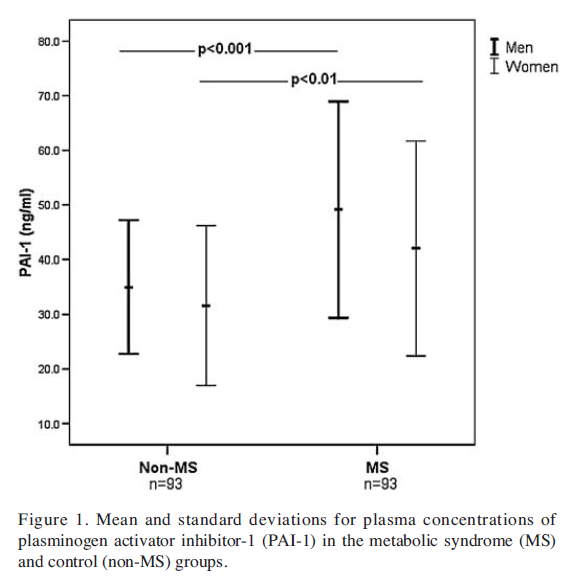 80.0
70.0
60.0
50.0
40.0
30.0
20.0
10.0
PAI-1 (ng/ml)
p<0.001
p<0.01
Men
Women
Non-MS
n=93
MS
n=93
Figure 1. Mean and standard deviations for plasma concentrations of
plasminogen activator inhibitor-1 (PAI-1) in the metabolic syndrome (MS)
and control (non-MS) groups.